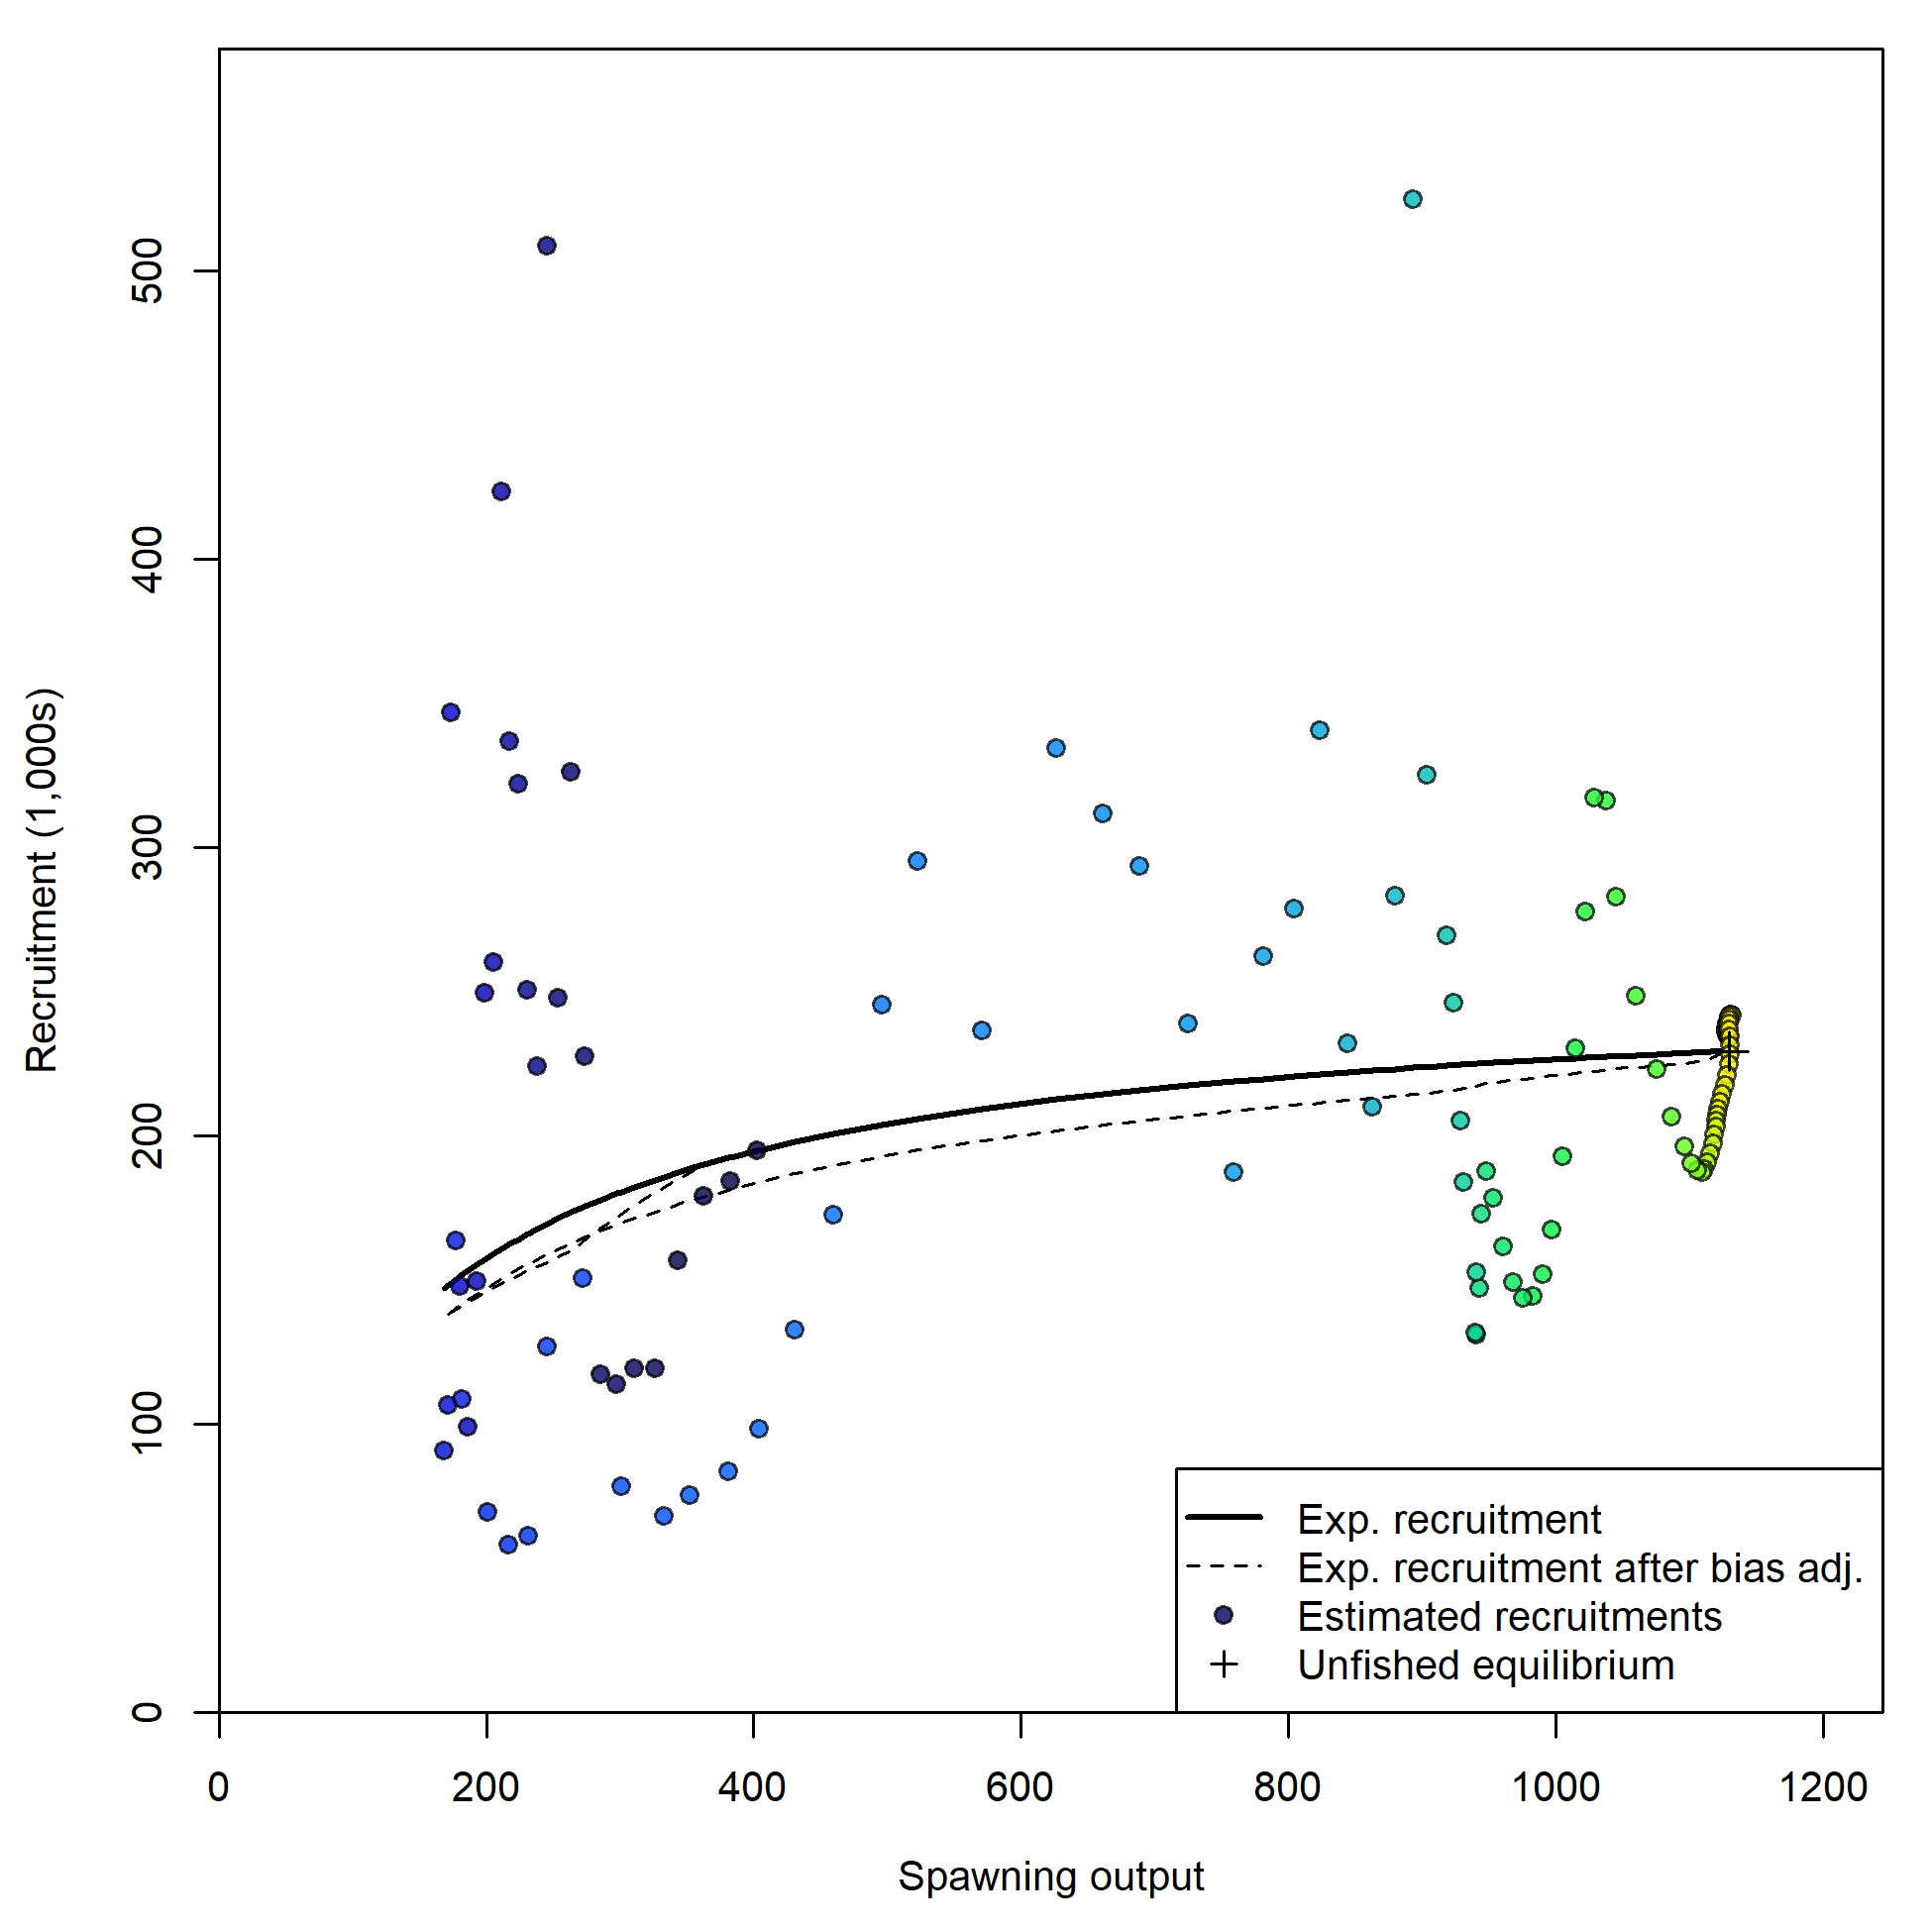 Recruitment (1,000s)
500
400
300
200
100
0
0 200 400 600 800 1000 1200
Spawning output
Exp. recruitment
Exp. recruitment after bias adj.
Estimated recruitments
Unfished equilibrium